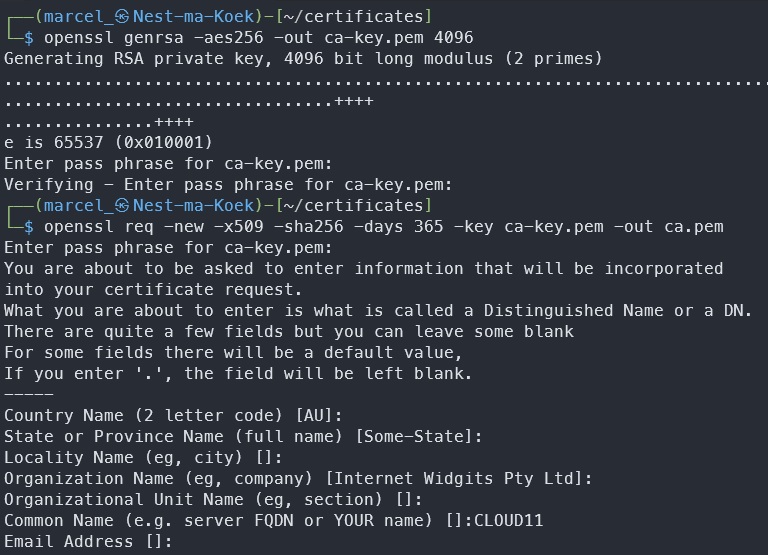 ┌──(marcel_㉿Nest-ma-Koek)-[~/certificates]
└─$ openssl genrsa -aes256 -out ca-key.pem 4096
Generating RSA private key, 4096 bit long modulus (2 primes)
.............................................................................
.................................++++
...............++++
e is 65537 (0x010001)
Enter pass phrase for ca-key.pem:
Verifying - Enter pass phrase for ca-key.pem:
┌──(marcel_㉿Nest-ma-Koek)-[~/certificates]
└─$ openssl req -new -x509 -sha256 -days 365 -key ca-key.pem -out ca.pem
Enter pass phrase for ca-key.pem:
You are about to be asked to enter information that will be incorporated
into your certificate request.
What you are about to enter is what is called a Distinguished Name or a DN.
There are quite a few fields but you can leave some blank
For some fields there will be a default value,
If you enter '.', the field will be left blank.
-----
Country Name (2 letter code) [AU]:
State or Province Name (full name) [Some-State]:
Locality Name (eg, city) []:
Organization Name (eg, company) [Internet Widgits Pty Ltd]:
Organizational Unit Name (eg, section) []:
Common Name (e.g. server FQDN or YOUR name) []:CLOUD11
Email Address []: